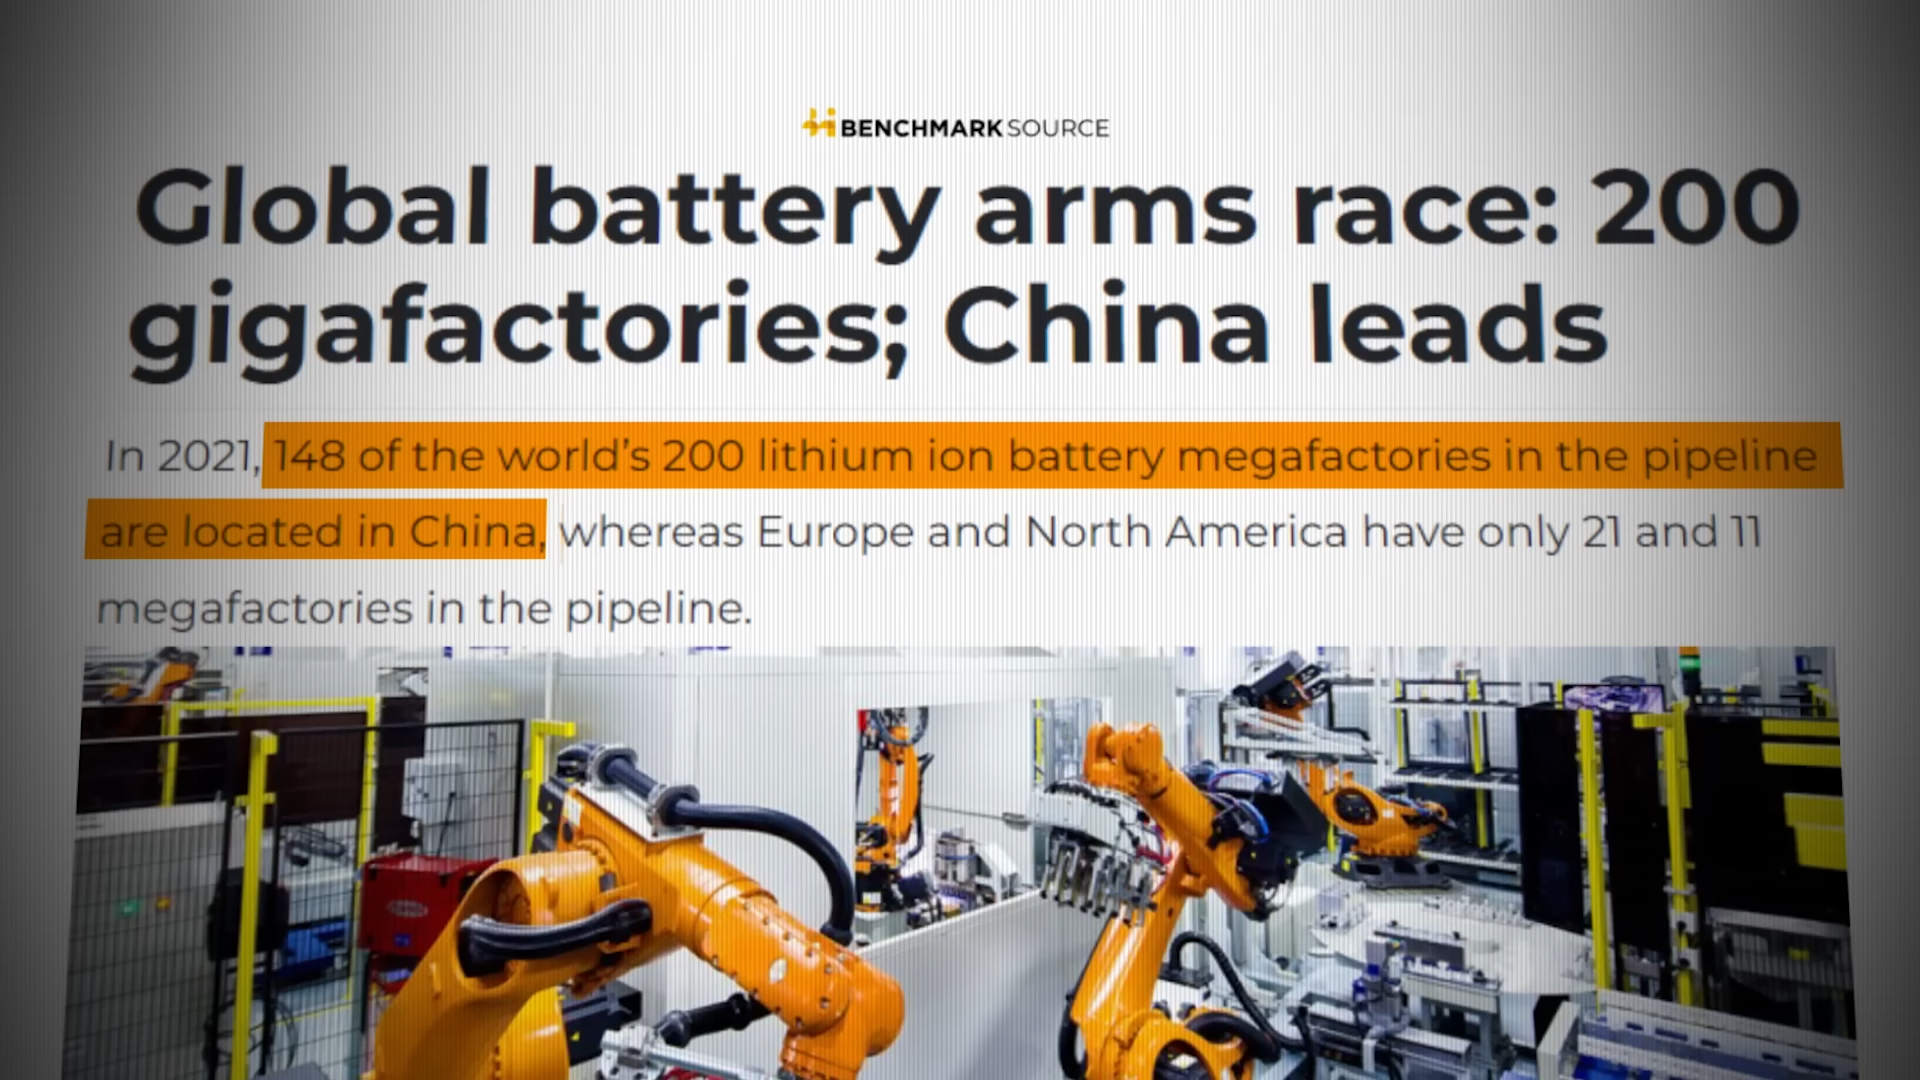 BENCHMARK SOURCE
Global battery arms race: 200
gigafactories; China leads
In 2021, 148 of the world’s 200 lithium ion battery megafactories in the pipeline
are located in China, whereas Europe and North America have only 21 and 11
megafactories in the pipeline.